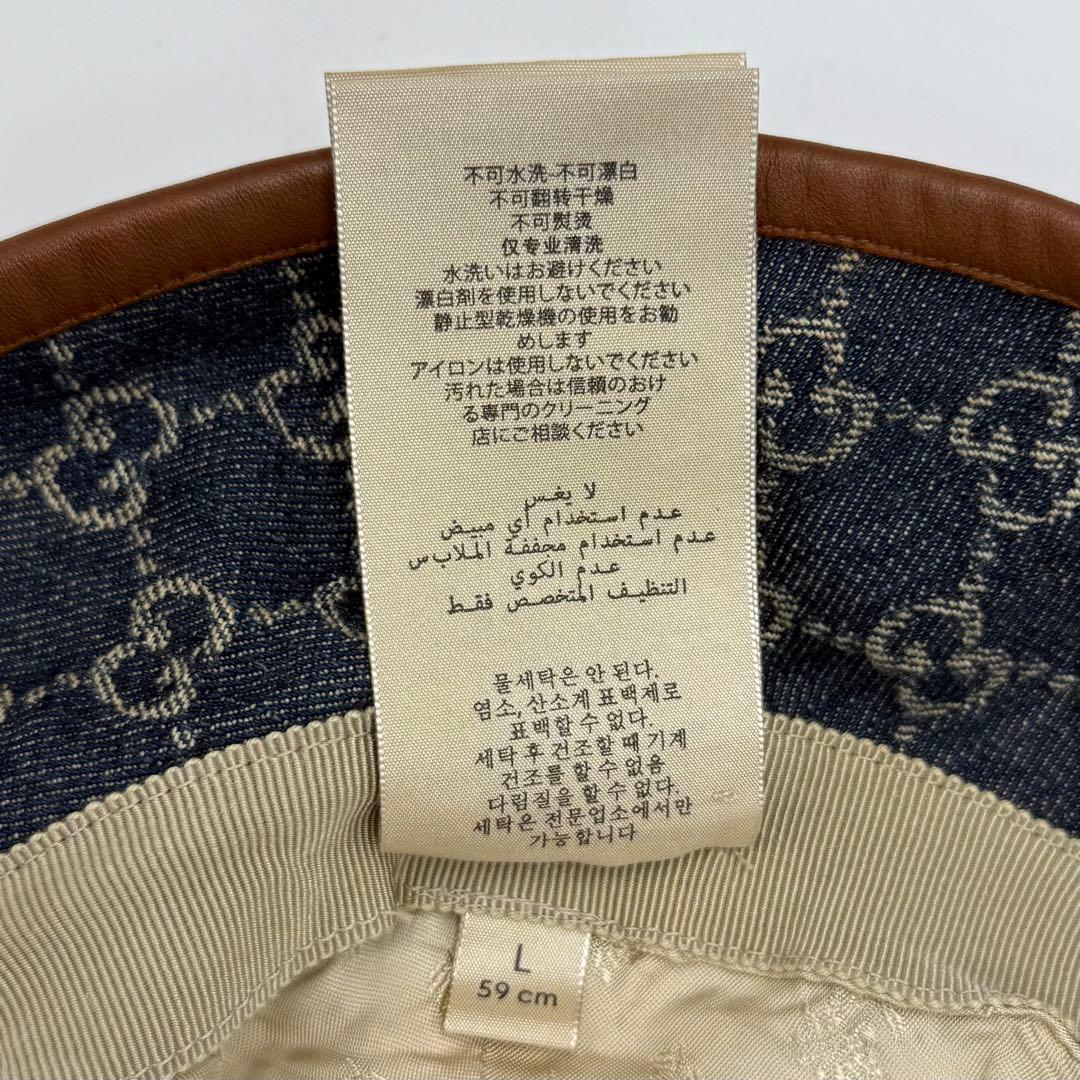 不可水洗-不可漂白
不可翻转干燥
不可熨烫
仅专业清洗
水洗いはお避けください
漂白剤を使用しないでください
静止型乾燥機の使用をお勧
めします
アイロンは使用しないでください
汚れた場合は信頼のおけ
る専門のクリーニング
店にご相談ください
لا يغس
عدم استخدام أي مبيض
عدم استخدام محففة الملابس
عدم الكوي
التنظيف المتخصص فقط
물세탁은 안 된다.
염소, 산소계 표백제로
표백할 수 없다.
세탁 후 건조할 때 기계
건조를 할 수 없음
다림질을 할 수 없다.
세탁은 전문업소에서만
가능합니다
L
59 cm